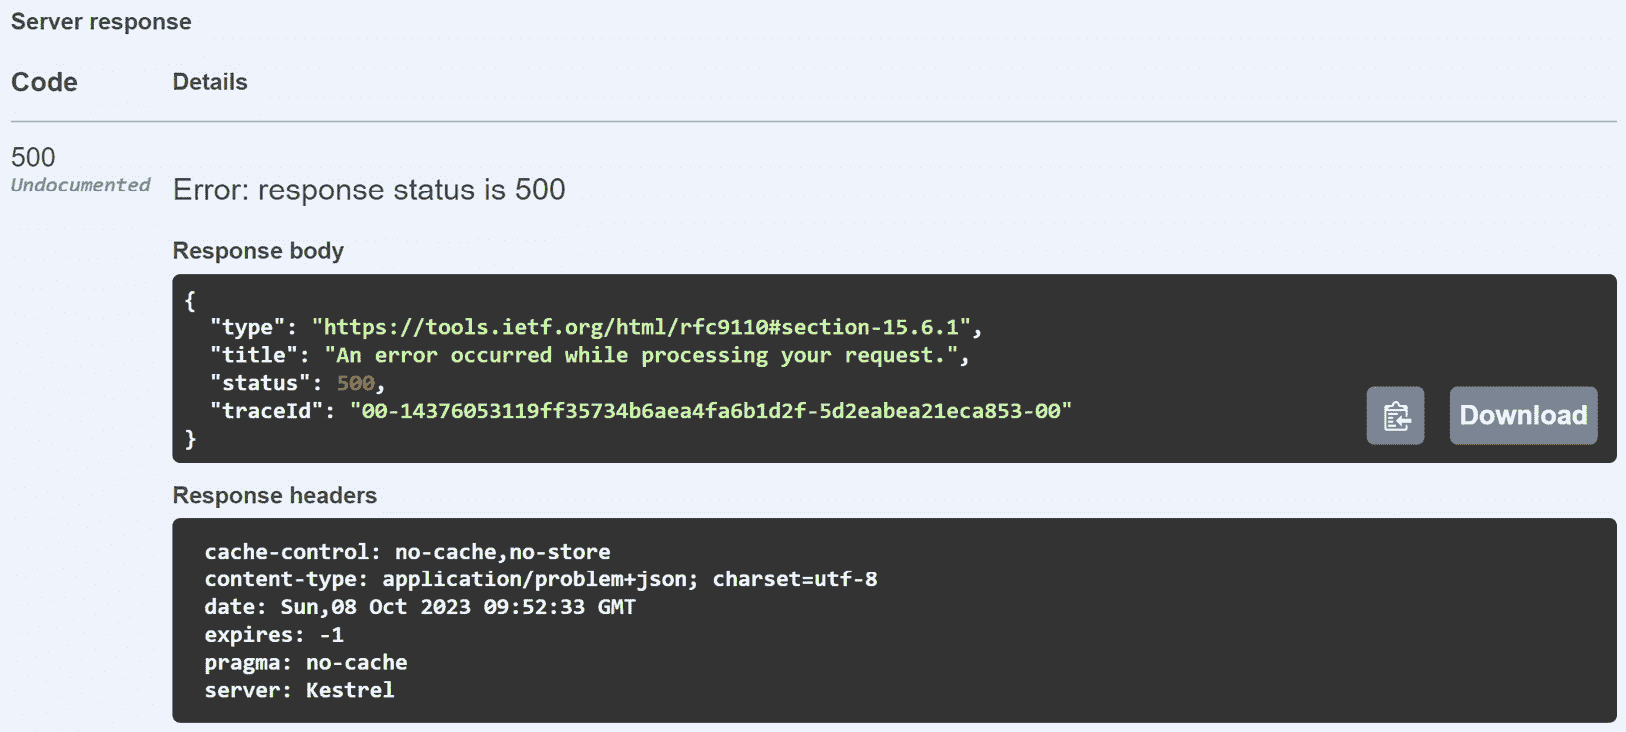 Server response
Code Details
500
Undocumented
Error: response status is 500
Response body
{
  "type": "https://tools.ietf.org/html/rfc9110#section-15.6.1",
  "title": "An error occurred while processing your request.",
  "status": 500,
  "traceId": "00-14376053119ff35734b6aea4fa6b1d2f-5d2eabea21eca853-00"
}
Download
Response headers
cache-control: no-cache,no-store
content-type: application/problem+json; charset=utf-8
date: Sun,08 Oct 2023 09:52:33 GMT
expires: -1
pragma: no-cache
server: Kestrel